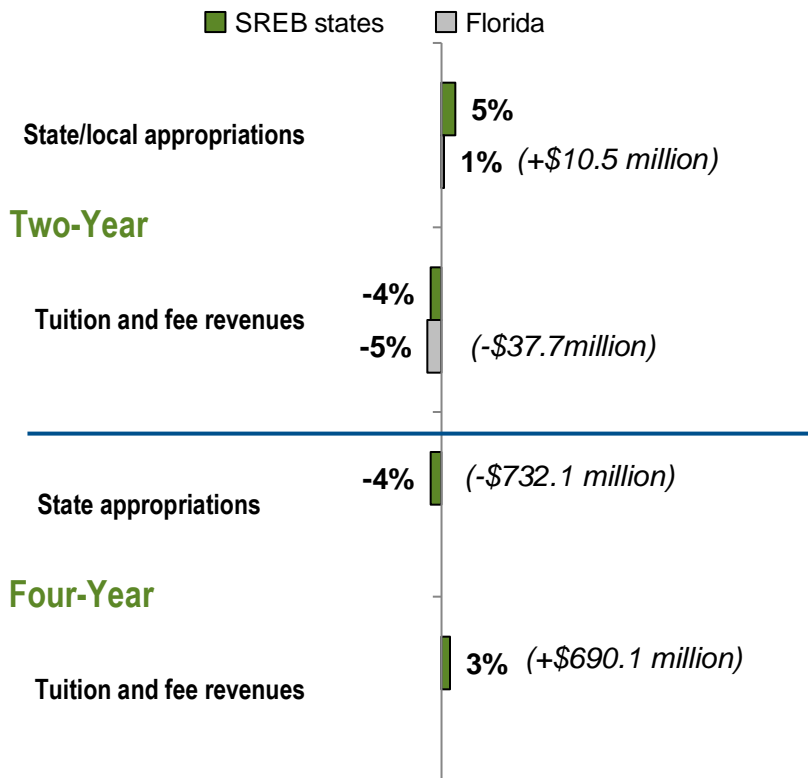 SREB states Florida
State/local appropriations
5%
1% (+$10.5 million)
Two-Year
Tuition and fee revenues
-4%
-5% (-$37.7million)
State appropriations
-4% (-$732.1 million)
Four-Year
Tuition and fee revenues
3% (+$690.1 million)